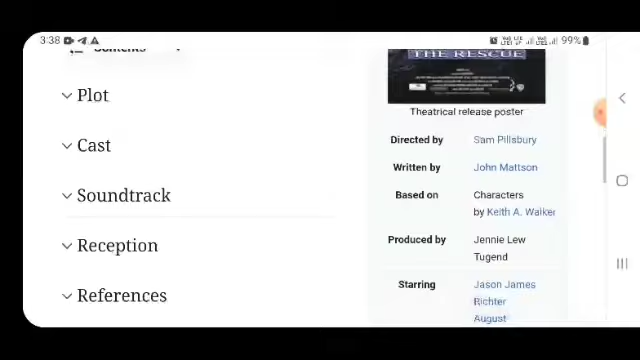 3:38 99%
Contents
THE RESCUE
Theatrical release poster
Plot
Directed by Sam Pillsbury
Cast
Written by John Mattson
Based on Characters
by Keith A. Walker
Soundtrack
Produced by Jennie Lew
Tugend
Reception
Starring Jason James
Richter
August
References